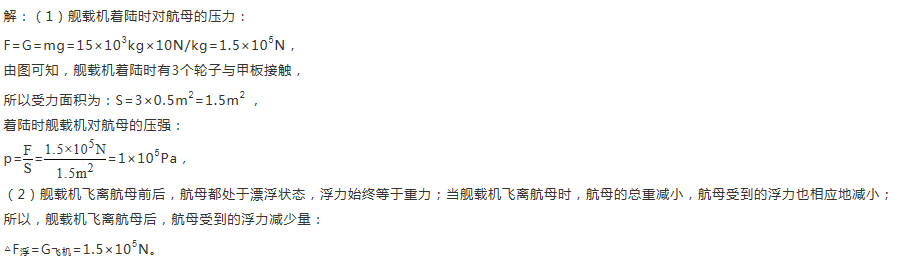 解：（1）舰载机着陆时对航母的压力：
F=G=mg=15×10³kg×10N/kg=1.5×10⁵N，
由图可知，舰载机着陆时有3个轮子与甲板接触，
所以受力面积为：S=3×0.5m²=1.5m² ，
着陆时舰载机对航母的压强：
p=F/S=1.5×10⁵N/1.5m²=1×10⁵Pa，
（2）舰载机飞离航母前后，航母都处于漂浮状态，浮力始终等于重力；当舰载机飞离航母时，航母的总重减小，航母受到的浮力也相应地减小；
所以，舰载机飞离航母后，航母受到的浮力减少量：
△F浮=G飞机=1.5×10⁵N。